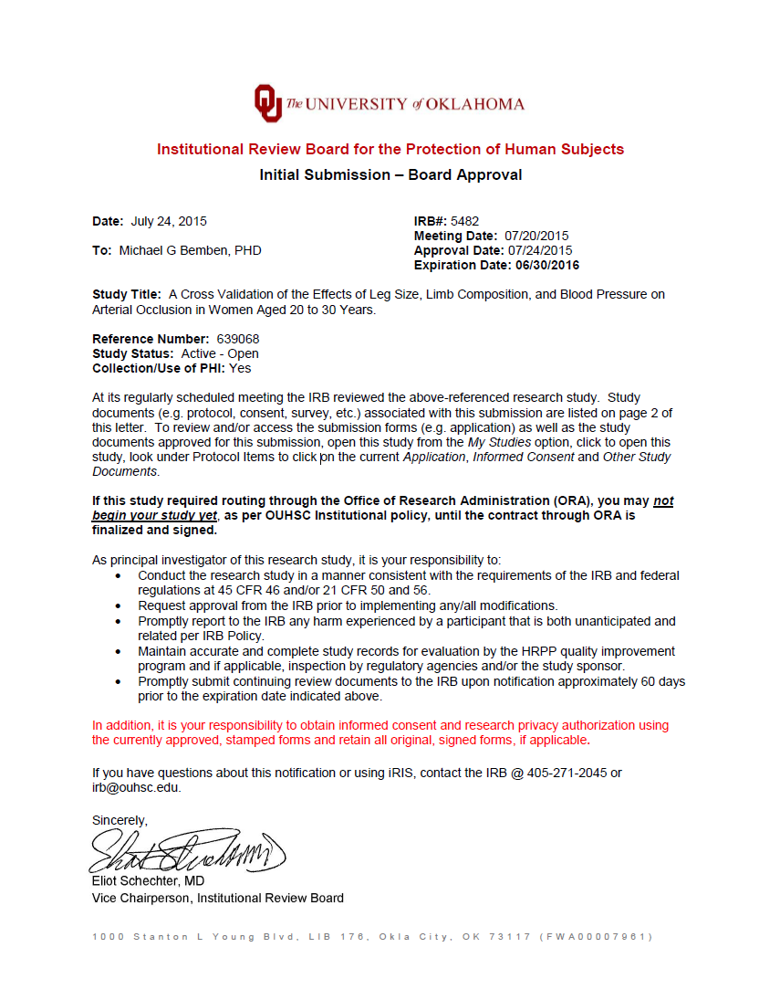 The UNIVERSITY of OKLAHOMA
Institutional Review Board for the Protection of Human Subjects
Initial Submission – Board Approval
Date: July 24, 2015
IRB#: 5482
Meeting Date: 07/20/2015
To: Michael G Bemben, PHD
Approval Date: 07/24/2015
Expiration Date: 06/30/2016
Study Title: A Cross Validation of the Effects of Leg Size, Limb Composition, and Blood Pressure on
Arterial Occlusion in Women Aged 20 to 30 Years.
Reference Number: 639068
Study Status: Active - Open
Collection/Use of PHI: Yes
At its regularly scheduled meeting the IRB reviewed the above-referenced research study. Study
documents (e.g. protocol, consent, survey, etc.) associated with this submission are listed on page 2 of
this letter. To review and/or access the submission forms (e.g. application) as well as the study
documents approved for this submission, open this study from the My Studies option, click to open this
study, look under Protocol Items to click on the current Application, Informed Consent and Other Study
Documents.
If this study required routing through the Office of Research Administration (ORA), you may not
begin your study yet, as per OUHSC Institutional policy, until the contract through ORA is
finalized and signed.
As principal investigator of this research study, it is your responsibility to:
• Conduct the research study in a manner consistent with the requirements of the IRB and federal
regulations at 45 CFR 46 and/or 21 CFR 50 and 56.
• Request approval from the IRB prior to implementing any/all modifications.
• Promptly report to the IRB any harm experienced by a participant that is both unanticipated and
related per IRB Policy.
• Maintain accurate and complete study records for evaluation by the HRPP quality improvement
program and if applicable, inspection by regulatory agencies and/or the study sponsor.
• Promptly submit continuing review documents to the IRB upon notification approximately 60 days
prior to the expiration date indicated above.
In addition, it is your responsibility to obtain informed consent and research privacy authorization using
the currently approved, stamped forms and retain all original, signed forms, if applicable.
If you have questions about this notification or using iRIS, contact the IRB @ 405-271-2045 or
irb@ouhsc.edu.
Sincerely,
Eliot Schechter, MD
Vice Chairperson, Institutional Review Board
1000 Stanton L Young Blvd, LIB 176, Okla City, OK 73117 (FWA00007961)